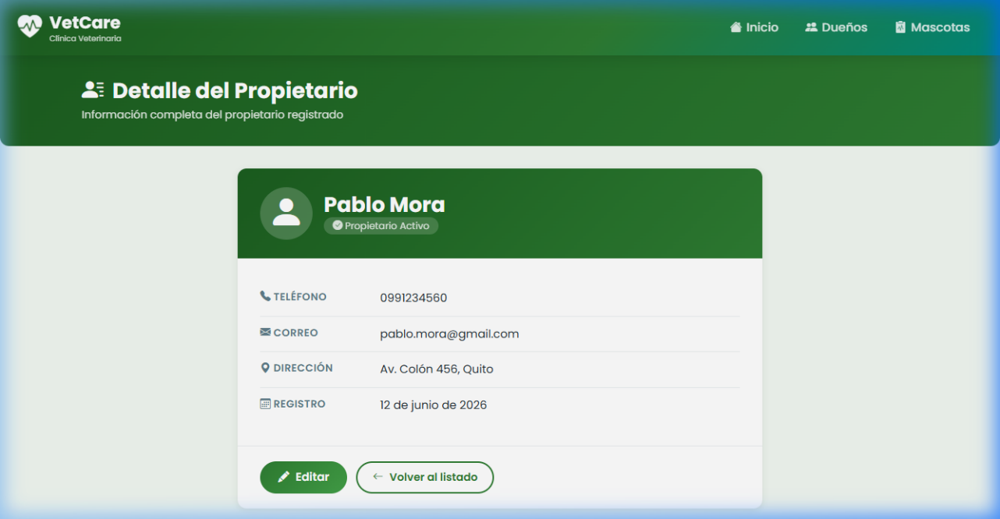 VetCare
Clínica Veterinaria
Inicio
Dueños
Mascotas
Detalle del Propietario
Información completa del propietario registrado
Pablo Mora
Propietario Activo
TELÉFONO 0991234560
CORREO pablo.mora@gmail.com
DIRECCIÓN Av. Colón 456, Quito
REGISTRO 12 de junio de 2026
Editar
← Volver al listado